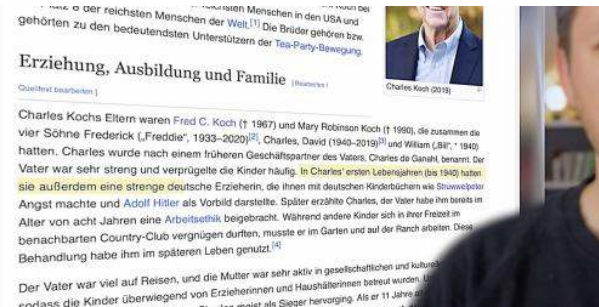 der reichsten Menschen der Welt.[1] Die Brüder gehören bzw.
gehörten zu den bedeutendsten Unterstützern der Tea-Party-Bewegung.
Charles Koch (2019)
Erziehung, Ausbildung und Familie [Bearbeiten |
Quelltext bearbeiten ]
Charles Kochs Eltern waren Fred C. Koch († 1967) und Mary Robinson Koch († 1990), die zusammen die
vier Söhne Frederick („Freddie“, 1933–2020)[2], Charles, David (1940–2019)[3] und William („Bill“, * 1940)
hatten. Charles wurde nach einem früheren Geschäftspartner des Vaters, Charles de Ganahl, benannt. Der
Vater war sehr streng und verprügelte die Kinder häufig. In Charles' ersten Lebensjahren (bis 1940) hatten
sie außerdem eine strenge deutsche Erzieherin, die ihnen mit deutschen Kinderbüchern wie Struwwelpeter
Angst machte und Adolf Hitler als Vorbild darstellte. Später erzählte Charles, der Vater habe ihm bereits im
Alter von acht Jahren eine Arbeitsethik beigebracht. Während andere Kinder sich in ihrer Freizeit im
benachbarten Country-Club vergnügen durften, musste er im Garten und auf der Ranch arbeiten. Diese
Behandlung habe ihm im späteren Leben genutzt.[4]
Der Vater war viel auf Reisen, und die Mutter war sehr aktiv in gesellschaftlichen und
sodass die Kinder überwiegend von Erzieherinnen und Haushälterinnen betreut wurden.
meist als Sieger hervorging. Als er 11 Jahre